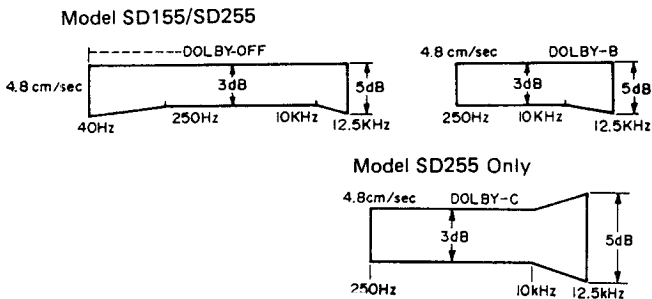 Model SD155/SD255
DOLBY-OFF
4.8 cm/sec
3dB
5dB
40Hz
250Hz
10KHz
12.5KHz
4.8 cm/sec
DOLBY-B
3dB
5dB
250Hz
10KHz
12.5KHz
Model SD255 Only
4.8cm/sec
DOLBY-C
3dB
5dB
250Hz
10kHz
12.5kHz